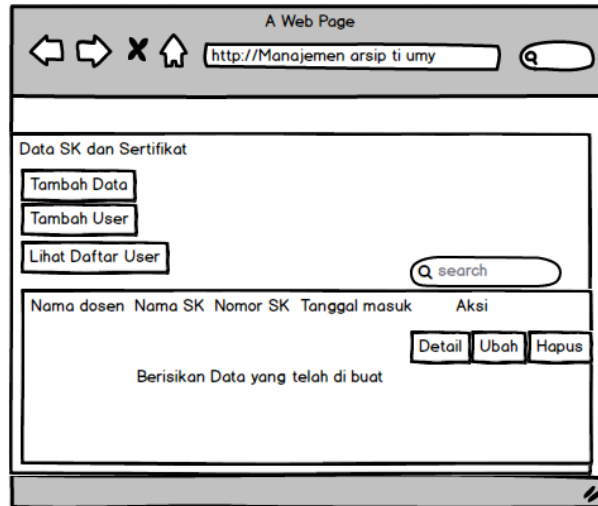 A Web Page
http://Manajemen arsip ti umy
Data SK dan Sertifikat
Tambah Data
Tambah User
Lihat Daftar User
search
Nama dosen Nama SK Nomor SK Tanggal masuk Aksi
Detail Ubah Hapus
Berisikan Data yang telah di buat